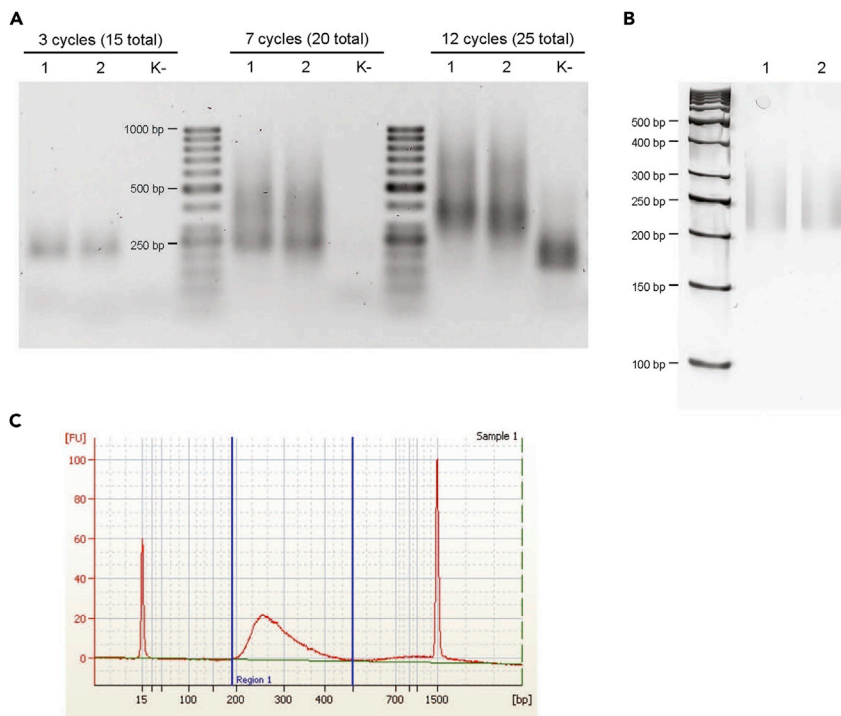 A
3 cycles (15 total) 7 cycles (20 total) 12 cycles (25 total)
1 2 K- 1 2 K- 1 2 K-
1000 bp
500 bp
250 bp
B
1 2
500 bp
400 bp
300 bp
250 bp
200 bp
150 bp
100 bp
C
[FU] Sample 1
100
80
60
40
20
0
Region 1
15 100 200 300 400 700 1500 [bp]